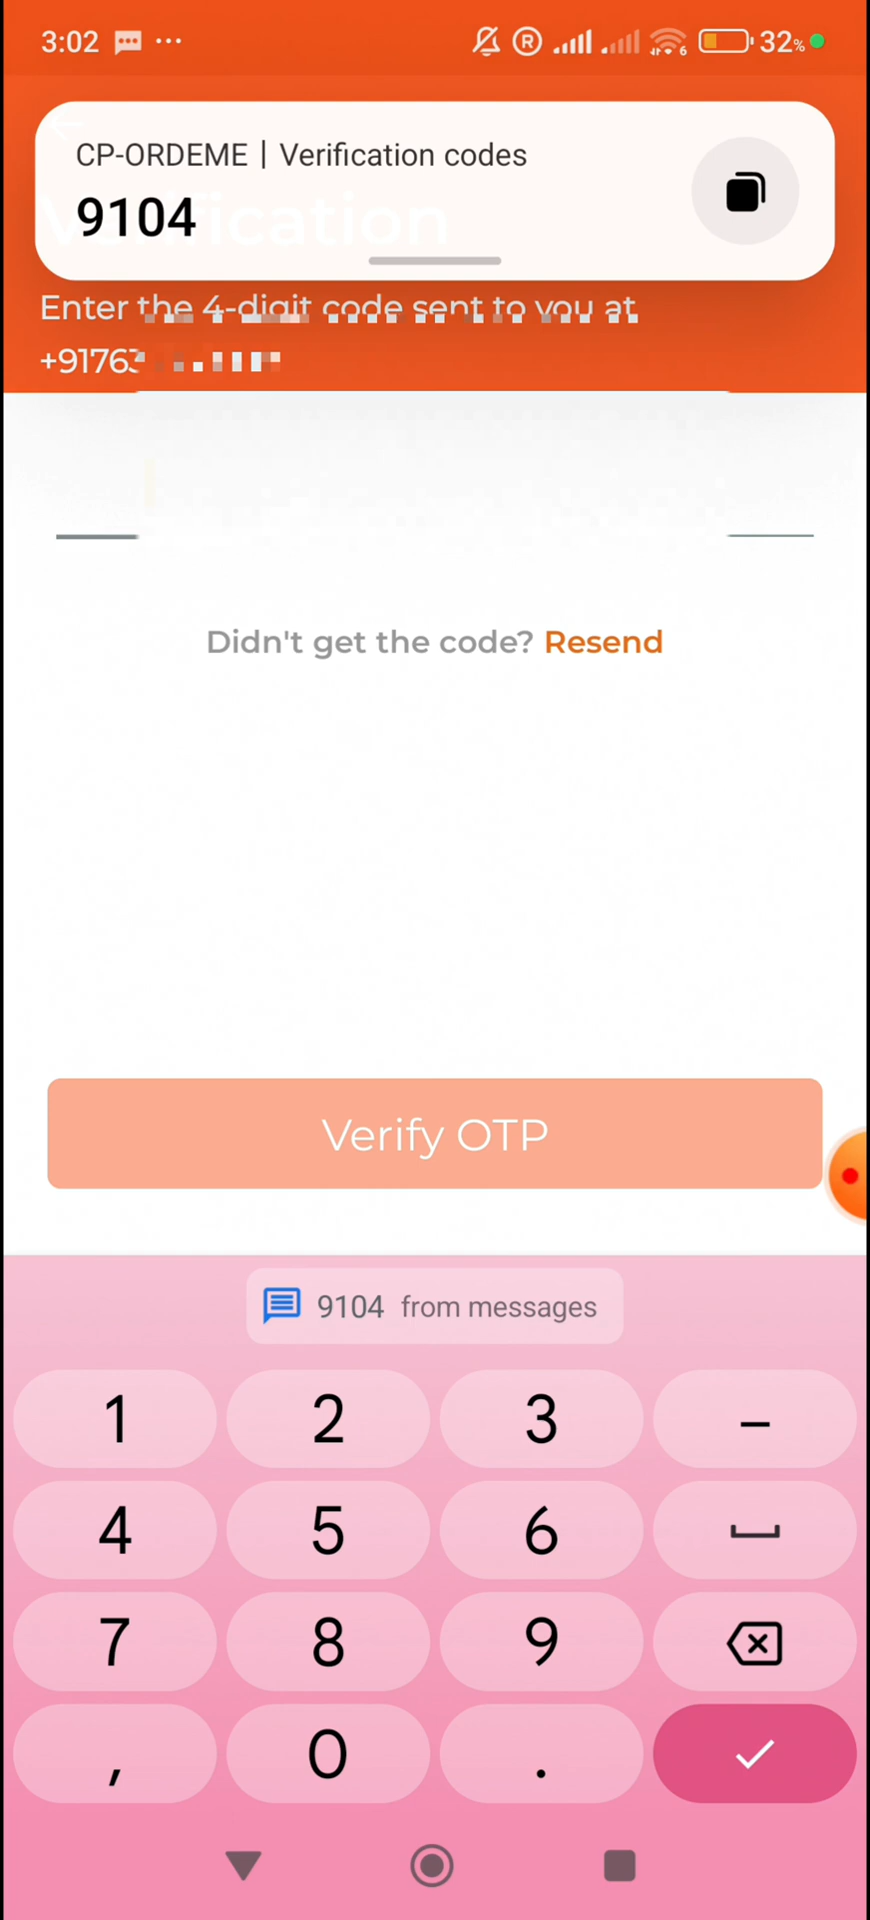 3:02
32%
CP-ORDEME | Verification codes
9104
Enter the 4-digit code sent to you at
+9176
Didn't get the code? Resend
Verify OTP
9104 from messages
1 2 3 –
4 5 6
7 8 9
, 0 .